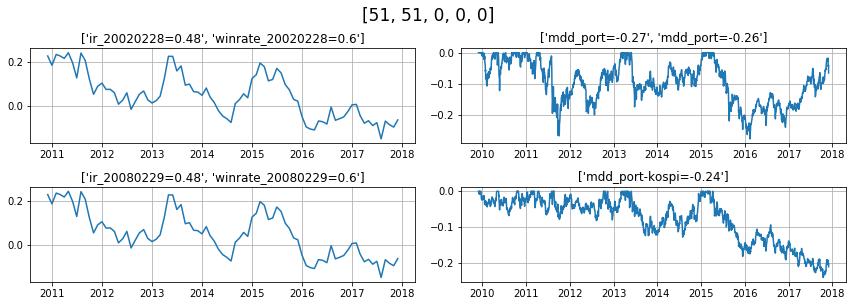 [51, 51, 0, 0, 0]
['ir_20020228=0.48', 'winrate_20020228=0.6']
0.2
0.0
2011 2012 2013 2014 2015 2016 2017 2018
['mdd_port=-0.27', 'mdd_port=-0.26']
0.0
−0.1
−0.2
2010 2011 2012 2013 2014 2015 2016 2017 2018
['ir_20080229=0.48', 'winrate_20080229=0.6']
0.2
0.0
2011 2012 2013 2014 2015 2016 2017 2018
['mdd_port-kospi=-0.24']
0.0
−0.1
−0.2
2010 2011 2012 2013 2014 2015 2016 2017 2018